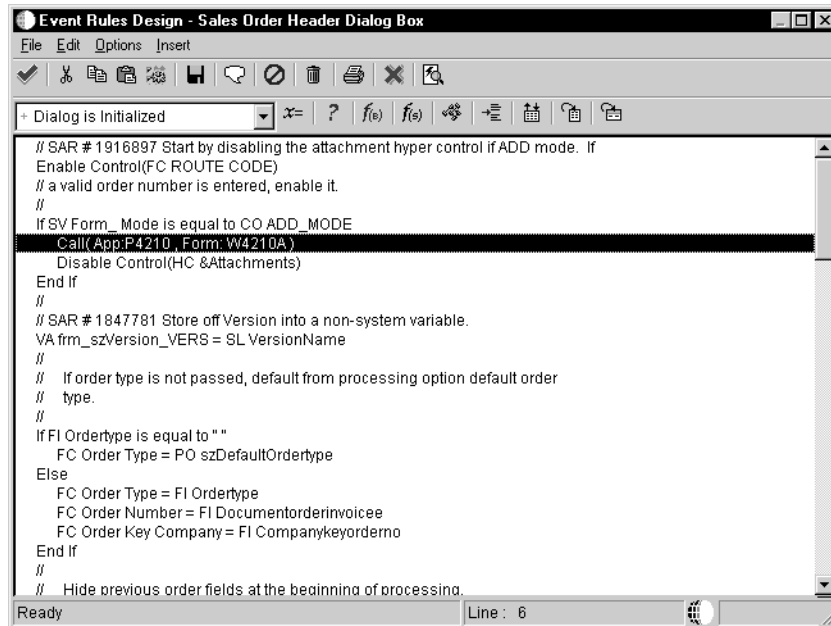 Event Rules Design - Sales Order Header Dialog Box
File Edit Options Insert
+ Dialog is Initialized x= ? f(B) f(S)
// SAR # 1916897 Start by disabling the attachment hyper control if ADD mode. If
Enable Control(FC ROUTE CODE)
// a valid order number is entered, enable it.
//
If SV Form_ Mode is equal to CO ADD_MODE
Call( App:P4210 , Form: W4210A )
Disable Control(HC &Attachments)
End If
//
// SAR # 1847781 Store off Version into a non-system variable.
VA frm_szVersion_VERS = SL VersionName
//
// If order type is not passed, default from processing option default order
// type.
//
If FI Ordertype is equal to " "
FC Order Type = PO szDefaultOrdertype
Else
FC Order Type = FI Ordertype
FC Order Number = FI Documentorderinvoicee
FC Order Key Company = FI Companykeyorderno
End If
//
// Hide previous order fields at the beginning of processing.
Ready Line : 6